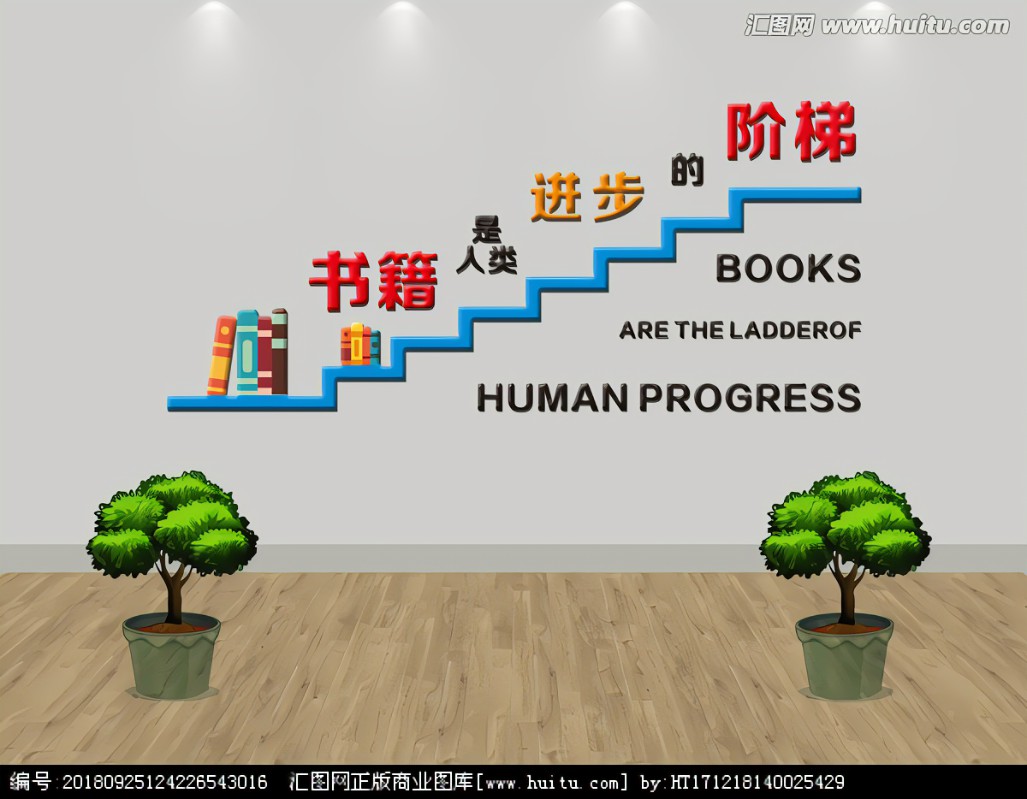 汇图网 www.huitu.com
阶梯
的
进步
是
人类
书籍
BOOKS
ARE THE LADDEROF
HUMAN PROGRESS
编号:20180925124226543016 汇图网正版商业图库[www.huitu.com] by:HT171218140025429